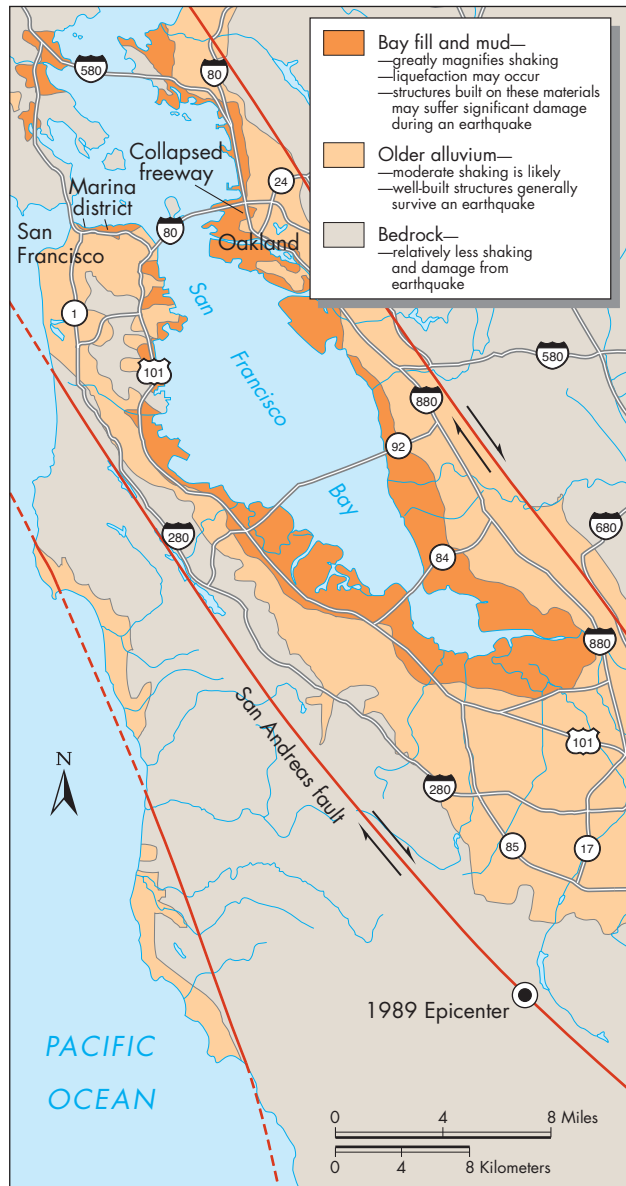 Bay fill and mud—
—greatly magnifies shaking
—liquefaction may occur
—structures built on these materials
may suffer significant damage
during an earthquake
Older alluvium—
—moderate shaking is likely
—well-built structures generally
survive an earthquake
Bedrock—
—relatively less shaking
and damage from
earthquake
580
80
Collapsed
freeway
24
Marina
district
San
Francisco
80
Oakland
1
San
Francisco
Bay
101
580
880
92
280
84
680
880
San Andreas fault
101
N
280
85
17
1989 Epicenter
PACIFIC
OCEAN
0 4 8 Miles
0 4 8 Kilometers